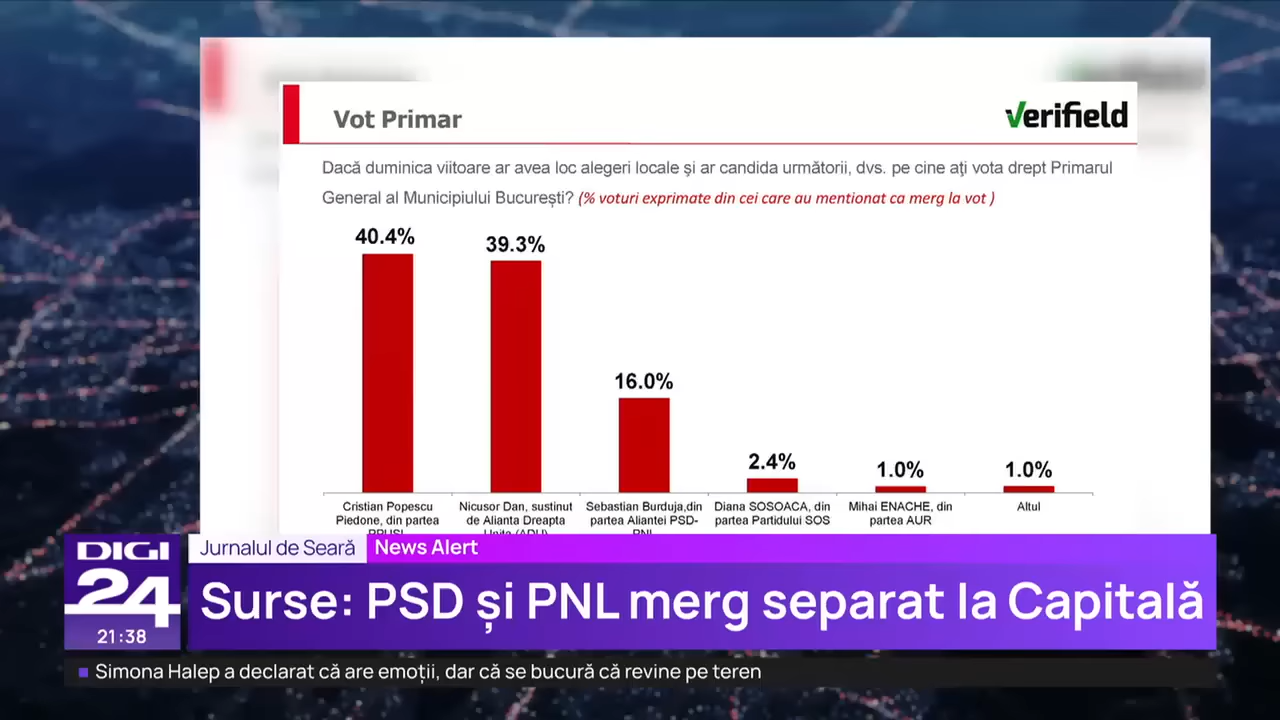 Vot Primar
Verifield
Dacă duminica viitoare ar avea loc alegeri locale şi ar candida următorii, dvs. pe cine aţi vota drept Primarul
General al Municipiului Bucureşti? (% voturi exprimate din cei care au mentionat ca merg la vot )
40.4%
39.3%
16.0%
2.4%
1.0%
1.0%
Cristian Popescu
Piedone, din partea
PPUSL
Nicusor Dan, sustinut
de Alianta Dreapta
Unita (ADU)
Sebastian Burduja,din
partea Aliantei PSD-
PNL
Diana SOSOACA, din
partea Partidului SOS
Mihai ENACHE, din
partea AUR
Altul
DIGI
24
21:38
Jurnalul de Seară
News Alert
Surse: PSD și PNL merg separat la Capitală
Simona Halep a declarat că are emoții, dar că se bucură că revine pe teren